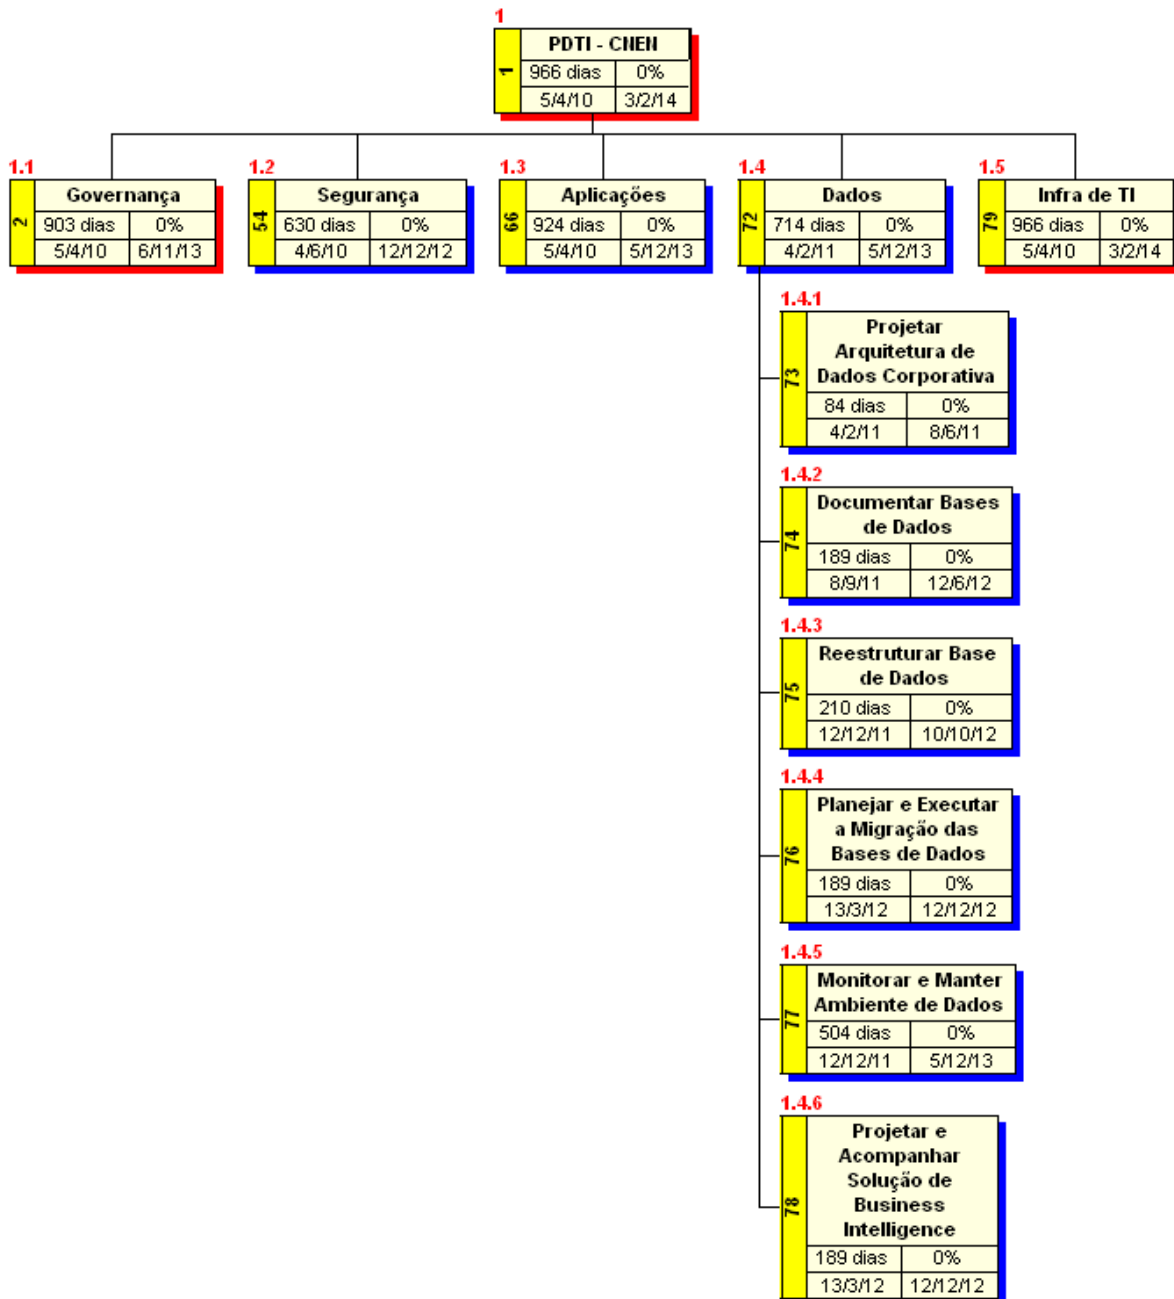 1
PDTI - CNEN
1
966 dias 0%
5/4/10 3/2/14
1.1
Governança
2
903 dias 0%
5/4/10 6/11/13
1.2
Segurança
54
630 dias 0%
4/6/10 12/12/12
1.3
Aplicações
66
924 dias 0%
5/4/10 5/12/13
1.4
Dados
72
714 dias 0%
4/2/11 5/12/13
1.5
Infra de TI
79
966 dias 0%
5/4/10 3/2/14
1.4.1
Projetar
Arquitetura de
Dados Corporativa
73
84 dias 0%
4/2/11 8/6/11
1.4.2
Documentar Bases
de Dados
74
189 dias 0%
8/9/11 12/6/12
1.4.3
Reestruturar Base
de Dados
75
210 dias 0%
12/12/11 10/10/12
1.4.4
Planejar e Executar
a Migração das
Bases de Dados
76
189 dias 0%
13/3/12 12/12/12
1.4.5
Monitorar e Manter
Ambiente de Dados
77
504 dias 0%
12/12/11 5/12/13
1.4.6
Projetar e
Acompanhar
Solução de
Business
Intelligence
78
189 dias 0%
13/3/12 12/12/12